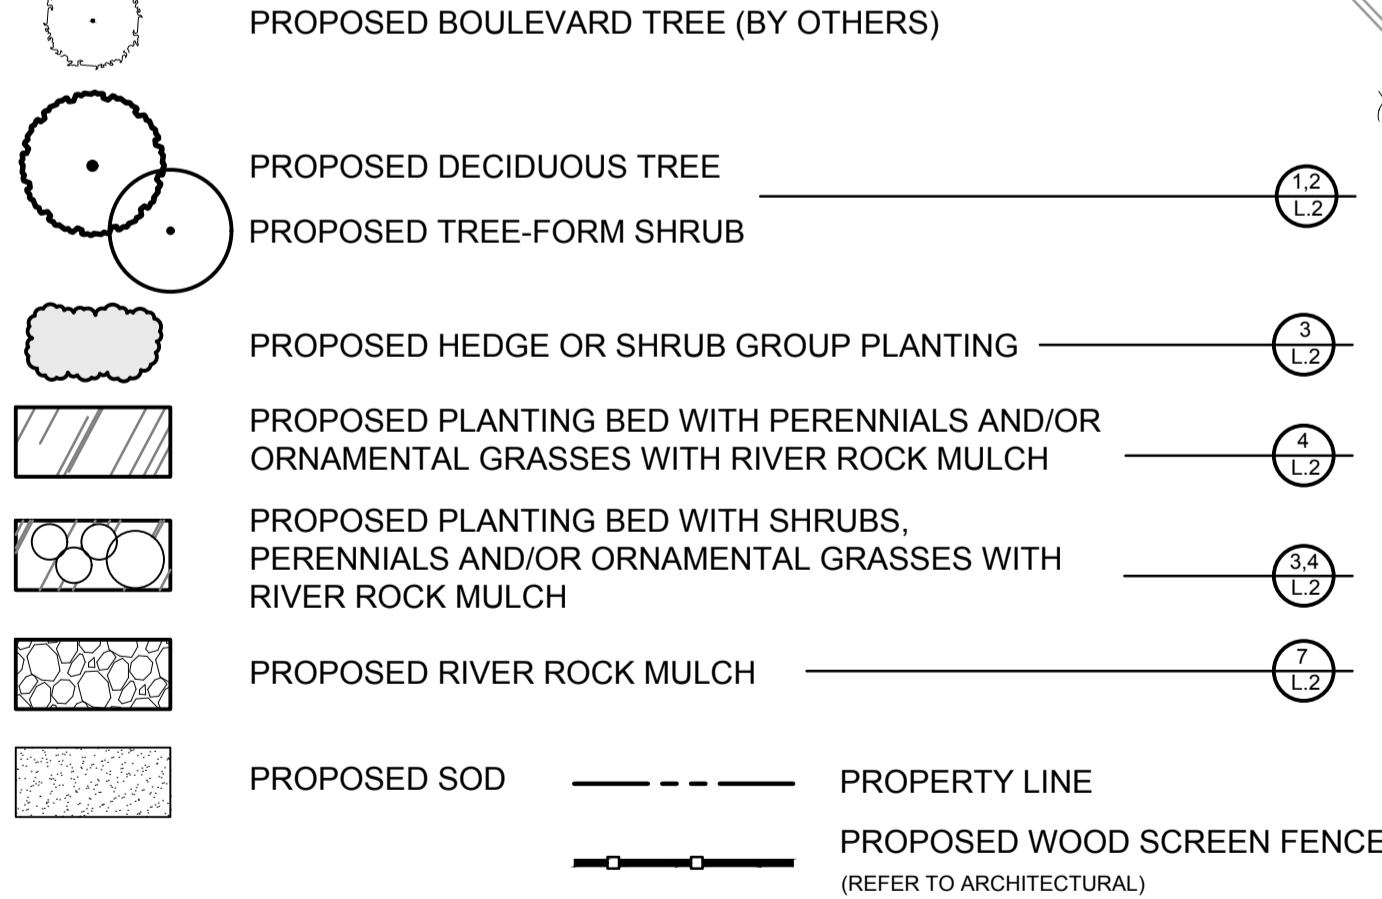 PROPOSED BOULEVARD TREE (BY OTHERS)
PROPOSED DECIDUOUS TREE
1,2
L.2
PROPOSED TREE-FORM SHRUB
PROPOSED HEDGE OR SHRUB GROUP PLANTING
3
L.2
PROPOSED PLANTING BED WITH PERENNIALS AND/OR
ORNAMENTAL GRASSES WITH RIVER ROCK MULCH
4
L.2
PROPOSED PLANTING BED WITH SHRUBS,
PERENNIALS AND/OR ORNAMENTAL GRASSES WITH
RIVER ROCK MULCH
3,4
L.2
PROPOSED RIVER ROCK MULCH
7
L.2
PROPOSED SOD
PROPERTY LINE
PROPOSED WOOD SCREEN FENCE
(REFER TO ARCHITECTURAL)